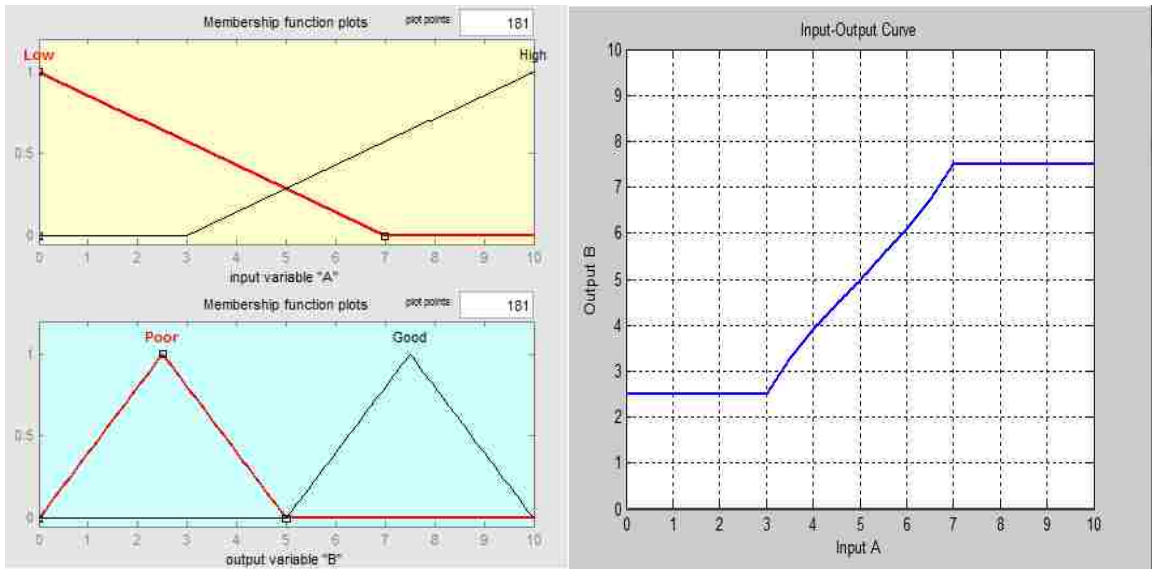 Membership function plots
plot points:
181
Low
High
1
0.5
0
0 1 2 3 4 5 6 7 8 9 10
input variable "A"
Membership function plots
plot points:
181
Poor
Good
1
0.5
0
0 1 2 3 4 5 6 7 8 9 10
output variable "B"
Input-Output Curve
10
9
8
7
6
5
4
3
2
1
0
Output B
0 1 2 3 4 5 6 7 8 9 10
Input A